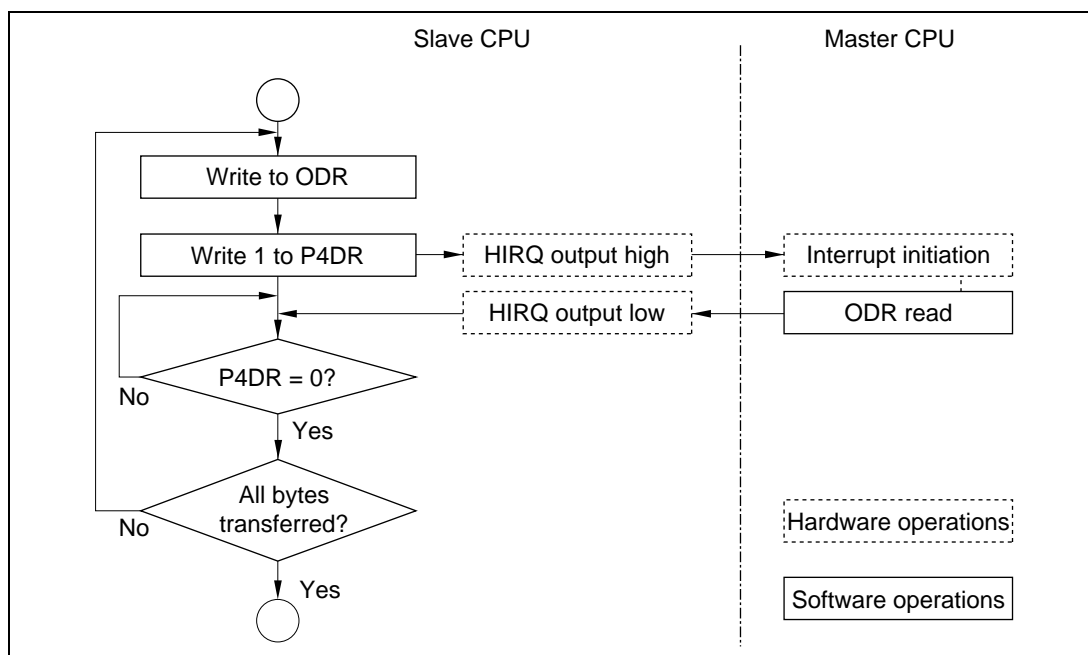 Slave CPU
Master CPU
Write to ODR
Write 1 to P4DR
HIRQ output high
Interrupt initiation
HIRQ output low
ODR read
P4DR = 0?
No
Yes
All bytes
transferred?
No
Yes
Hardware operations
Software operations